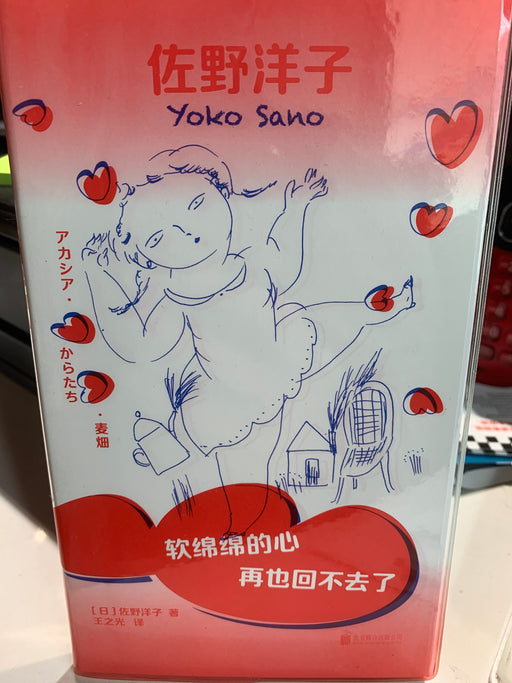 佐野洋子
Yoko Sano
アカシア・
からたち
・麦畑
软绵绵的心
再也回不去了
[日]佐野洋子 著
王之光 译